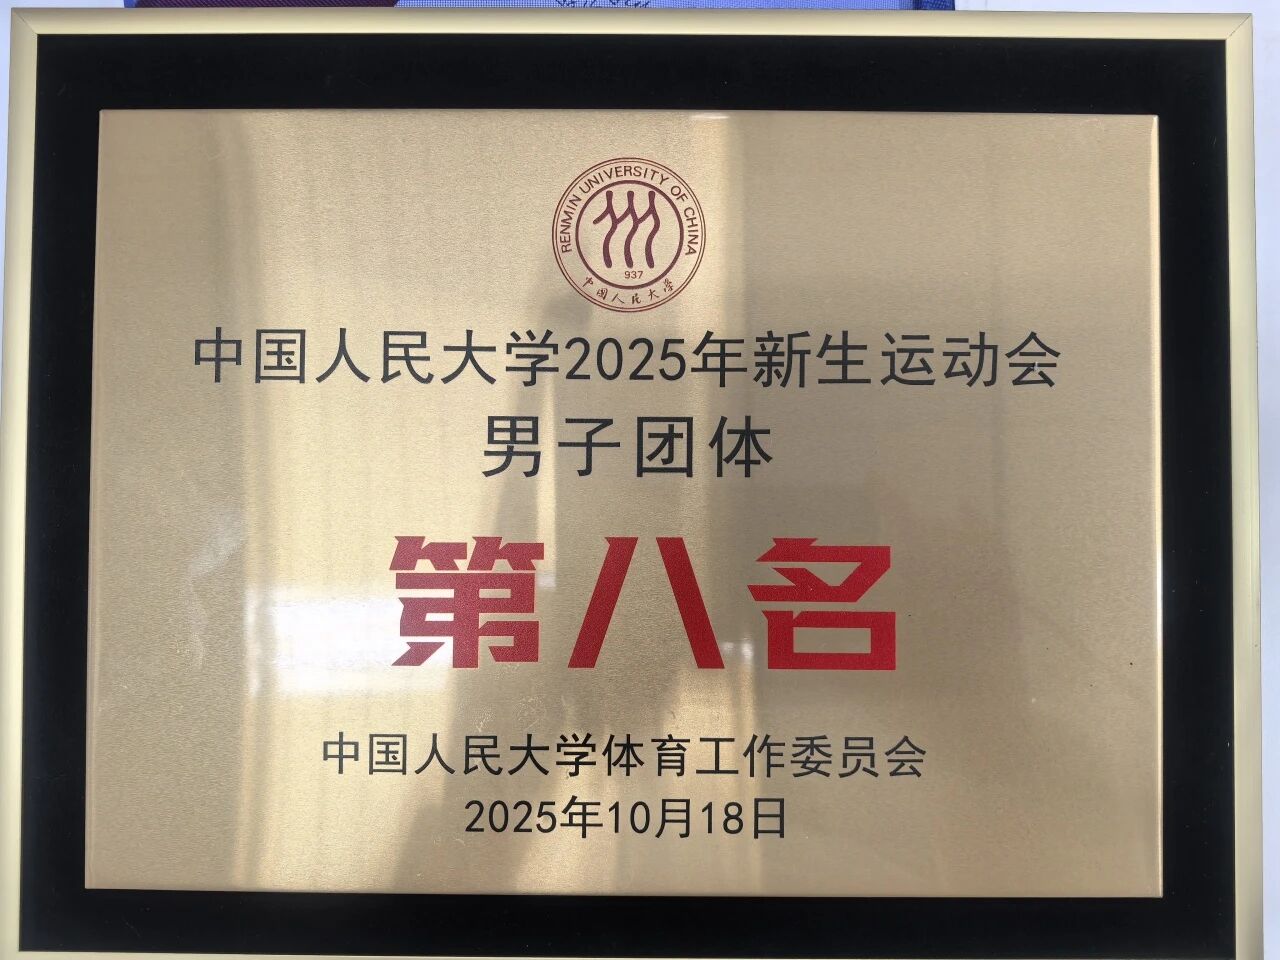 RENMIN UNIVERSITY OF CHINA
1937
中国人民大学
中国人民大学2025年新生运动会
男子团体
第八名
中国人民大学体育工作委员会
2025年10月18日